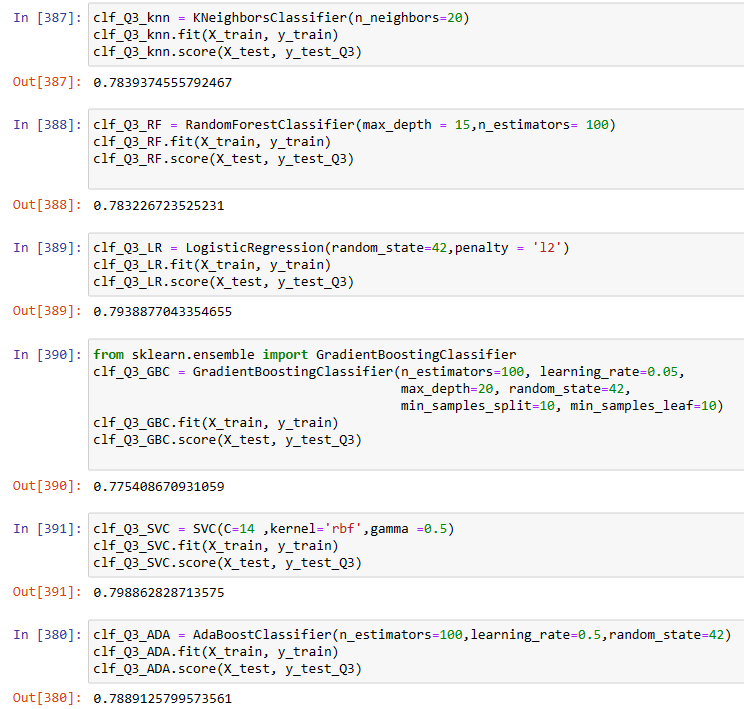 In [387]: clf_Q3_knn = KNeighborsClassifier(n_neighbors=20)
clf_Q3_knn.fit(X_train, y_train)
clf_Q3_knn.score(X_test, y_test_Q3)
Out[387]: 0.7839374555792467
In [388]: clf_Q3_RF = RandomForestClassifier(max_depth = 15,n_estimators= 100)
clf_Q3_RF.fit(X_train, y_train)
clf_Q3_RF.score(X_test, y_test_Q3)
Out[388]: 0.783226723525231
In [389]: clf_Q3_LR = LogisticRegression(random_state=42,penalty = 'l2')
clf_Q3_LR.fit(X_train, y_train)
clf_Q3_LR.score(X_test, y_test_Q3)
Out[389]: 0.7938877043354655
In [390]: from sklearn.ensemble import GradientBoostingClassifier
clf_Q3_GBC = GradientBoostingClassifier(n_estimators=100, learning_rate=0.05,
max_depth=20, random_state=42,
min_samples_split=10, min_samples_leaf=10)
clf_Q3_GBC.fit(X_train, y_train)
clf_Q3_GBC.score(X_test, y_test_Q3)
Out[390]: 0.775408670931059
In [391]: clf_Q3_SVC = SVC(C=14 ,kernel='rbf',gamma =0.5)
clf_Q3_SVC.fit(X_train, y_train)
clf_Q3_SVC.score(X_test, y_test_Q3)
Out[391]: 0.798862828713575
In [380]: clf_Q3_ADA = AdaBoostClassifier(n_estimators=100,learning_rate=0.5,random_state=42)
clf_Q3_ADA.fit(X_train, y_train)
clf_Q3_ADA.score(X_test, y_test_Q3)
Out[380]: 0.7889125799573561